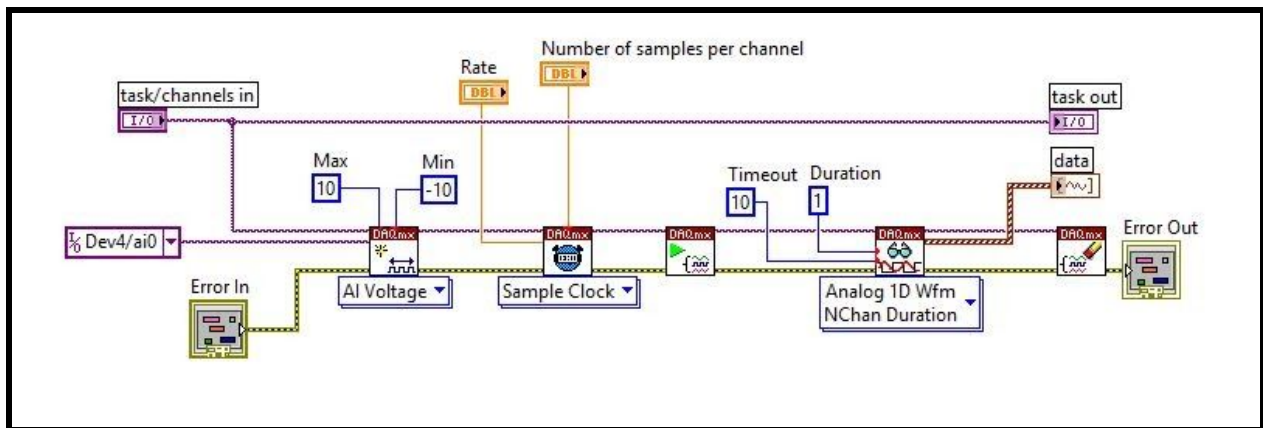 Number of samples per channel
Rate
DBL
DBL
task/channels in
I/O
task out
I/O
data
Max
10
Min
-10
Timeout
10
Duration
1
I/O Dev4/ai0
DAQmx
DAQmx
DAQmx
DAQmx
DAQmx
Error In
AI Voltage
Sample Clock
Analog 1D Wfm
NChan Duration
Error Out